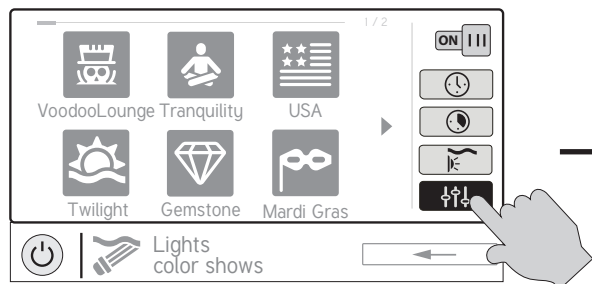 1 / 2
ON
VoodooLounge Tranquility USA
Twilight Gemstone Mardi Gras
Lights
color shows